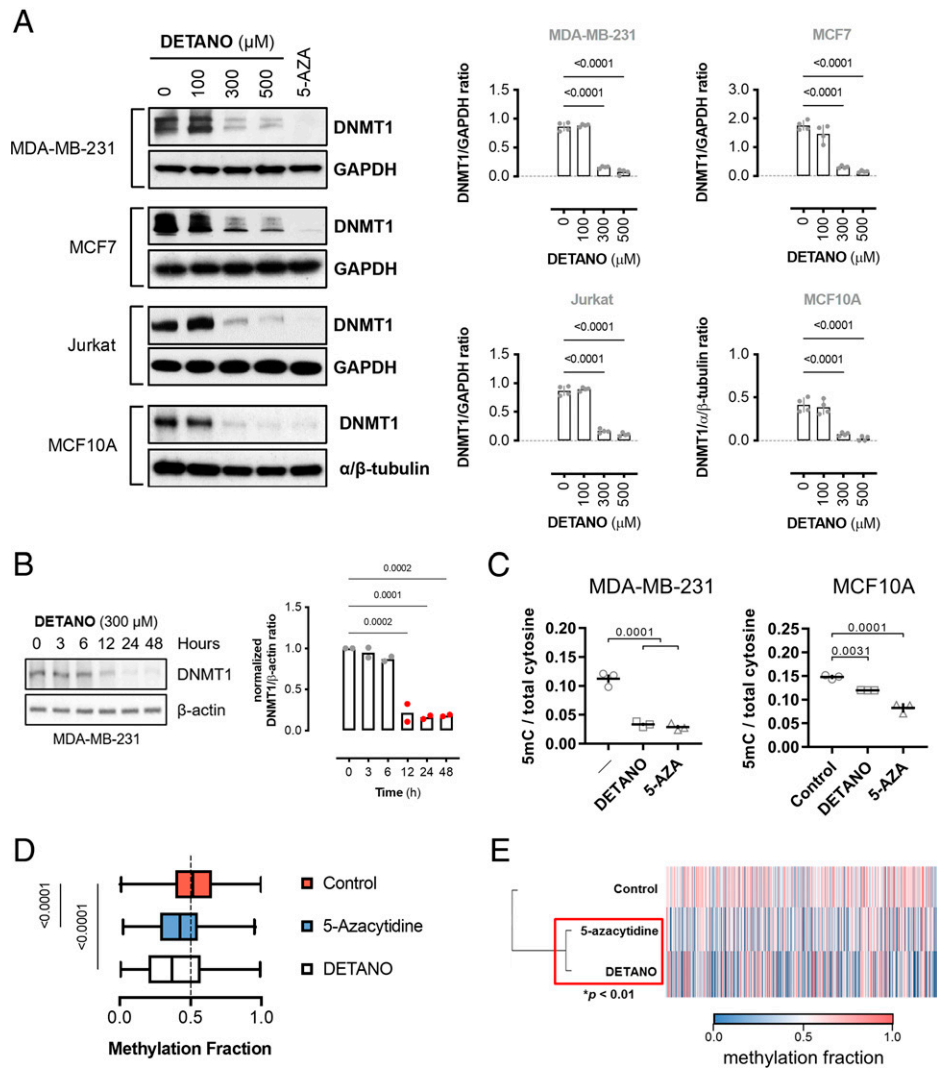 A
DETANO (µM)
0 100 300 500 5-AZA
MDA-MB-231
DNMT1
GAPDH
MCF7
DNMT1
GAPDH
Jurkat
DNMT1
GAPDH
MCF10A
DNMT1
α/β-tubulin
MDA-MB-231
<0.0001
<0.0001
DNMT1/GAPDH ratio
1.5
1.0
0.5
0.0
0 100 300 500
DETANO (µM)
MCF7
<0.0001
<0.0001
DNMT1/GAPDH ratio
3.0
2.0
1.0
0.0
0 100 300 500
DETANO (µM)
Jurkat
<0.0001
<0.0001
DNMT1/GAPDH ratio
1.5
1.0
0.5
0.0
0 100 300 500
DETANO (µM)
MCF10A
<0.0001
<0.0001
DNMT1/α/β-tubulin ratio
1.0
0.5
0.0
0 100 300 500
DETANO (µM)
B
DETANO (300 µM)
0 3 6 12 24 48 Hours
DNMT1
β-actin
MDA-MB-231
0.0002
0.0001
0.0002
normalized
DNMT1/β-actin ratio
1.5
1.0
0.5
0.0
0 3 6 12 24 48
Time (h)
C
MDA-MB-231
5mC / total cytosine
0.20
0.15
0.10
0.05
0.00
0.0001
DETANO
5-AZA
MCF10A
5mC / total cytosine
0.25
0.20
0.15
0.10
0.05
0.00
0.0001
0.0031
Control
DETANO
5-AZA
D
<0.0001
<0.0001
Control
5-Azacytidine
DETANO
0.0 0.5 1.0
Methylation Fraction
E
Control
5-azacytidine
DETANO
*p < 0.01
0.0 0.5 1.0
methylation fraction